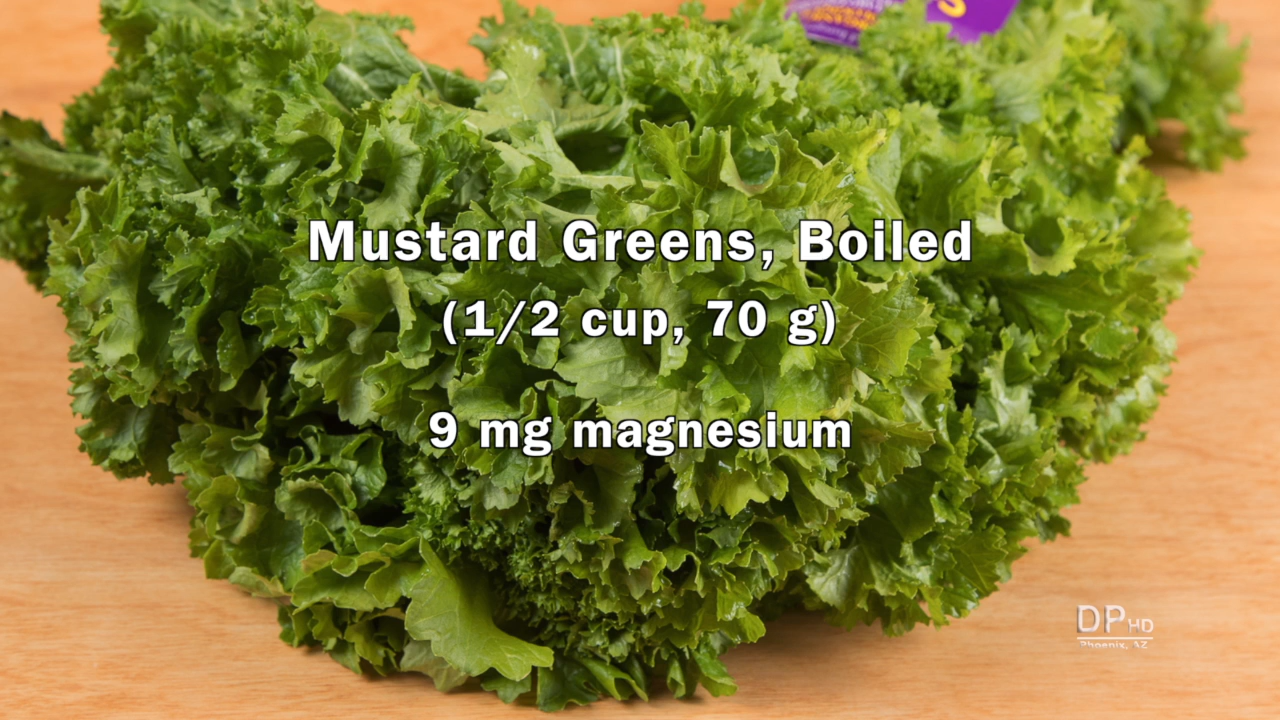 Mustard Greens, Boiled
(1/2 cup, 70 g)
9 mg magnesium
DP HD
Phoenix, AZ